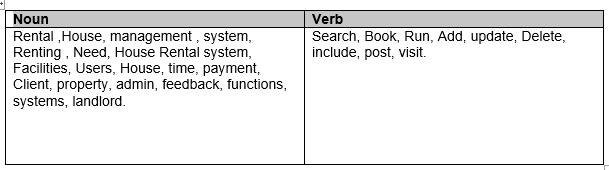 Noun
Verb
Rental ,House, management , system,
Renting , Need, House Rental system,
Facilities, Users, House, time, payment,
Client, property, admin, feedback, functions,
systems, landlord.
Search, Book, Run, Add, update, Delete,
include, post, visit.